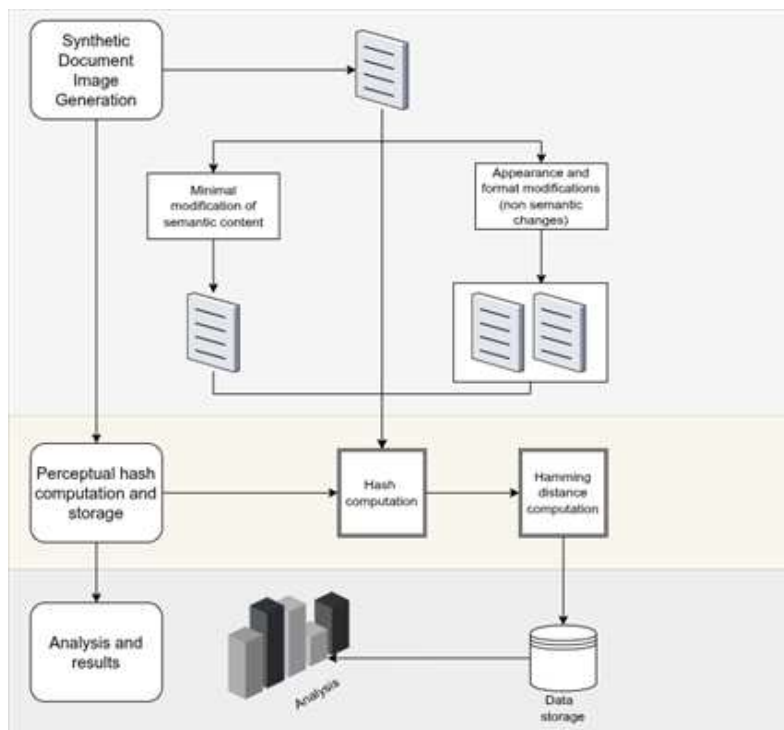 Synthetic
Document
Image
Generation
Minimal
modification of
semantic content
Appearance and
format modifications
(non semantic
changes)
Perceptual hash
computation and
storage
Hash
computation
Hamming
distance
computation
Analysis and
results
Analysis
Data
storage